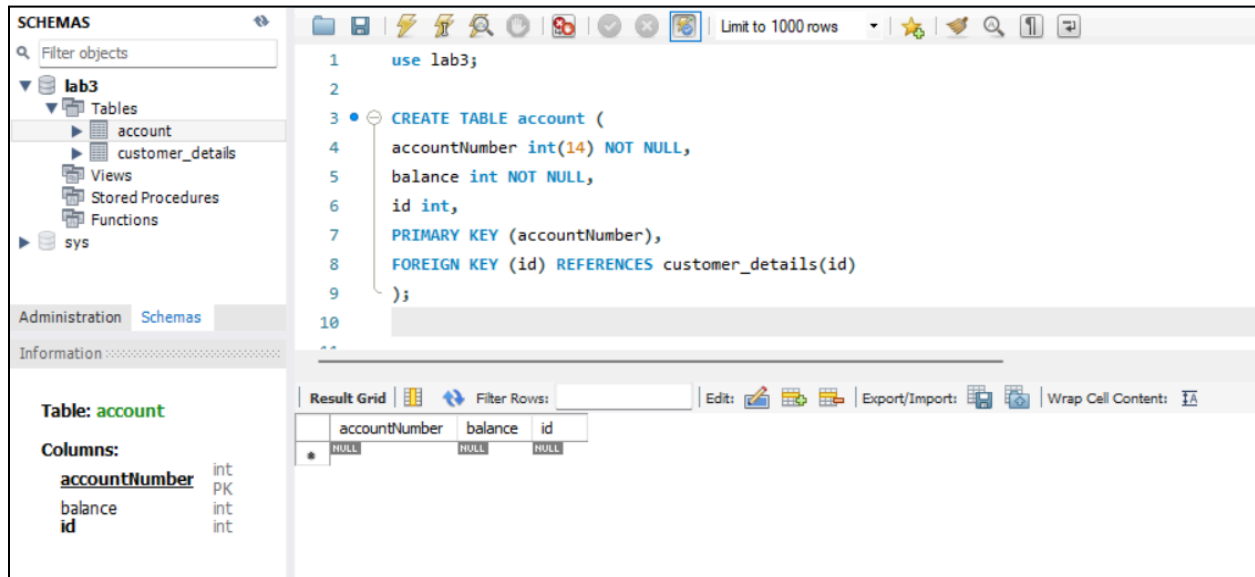 SCHEMAS
Filter objects
lab3
Tables
account
customer_details
Views
Stored Procedures
Functions
sys
Administration Schemas
Information
Table: account
Columns:
accountNumber int PK
balance int
id int
Limit to 1000 rows
1 use lab3;
2
3 CREATE TABLE account (
4 accountNumber int(14) NOT NULL,
5 balance int NOT NULL,
6 id int,
7 PRIMARY KEY (accountNumber),
8 FOREIGN KEY (id) REFERENCES customer_details(id)
9 );
10
Result Grid Filter Rows: Edit: Export/Import: Wrap Cell Content: IA
accountNumber balance id
NULL NULL NULL